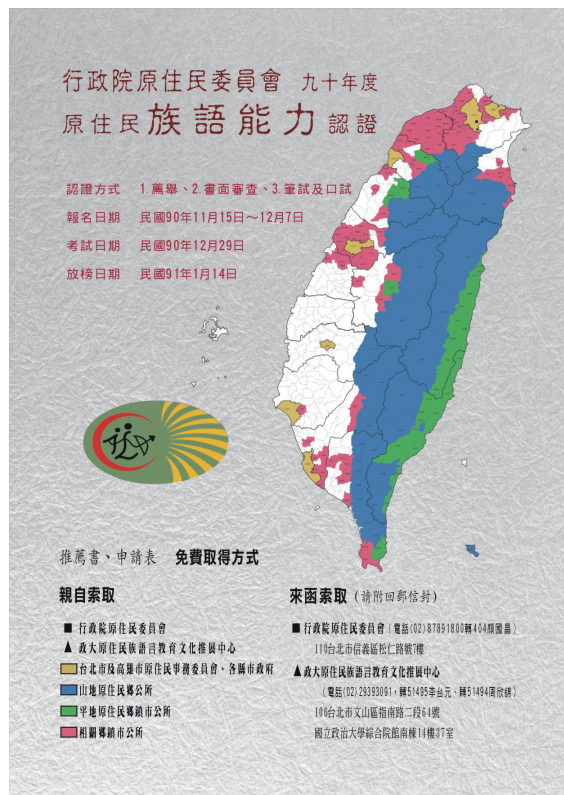 行政院原住民委員會 九十年度
原住民族語能力認證
認證方式 1.薦舉、2.書面審查、3.筆試及口試
報名日期 民國90年11月15日～12月7日
考試日期 民國90年12月29日
放榜日期 民國91年1月14日
推薦書、申請表 免費取得方式
親自索取
■ 行政院原住民委員會
▲ 政大原住民族語言教育文化推展中心
台北市及高雄市原住民事務委員會、各縣市政府
山地原住民鄉公所
平地原住民鄉鎮市公所
相關鄉鎮市公所
來函索取（請附回郵信封）
■ 行政院原住民委員會（電話(02)87891800轉404顏國昌）
110台北市信義區松仁路號7樓
▲ 政大原住民族語言教育文化推展中心
（電話(02)29393091，轉51495李台元、轉51494周欣錦）
106台北市文山區指南路二段64號
國立政治大學綜合院館南棟14樓37室